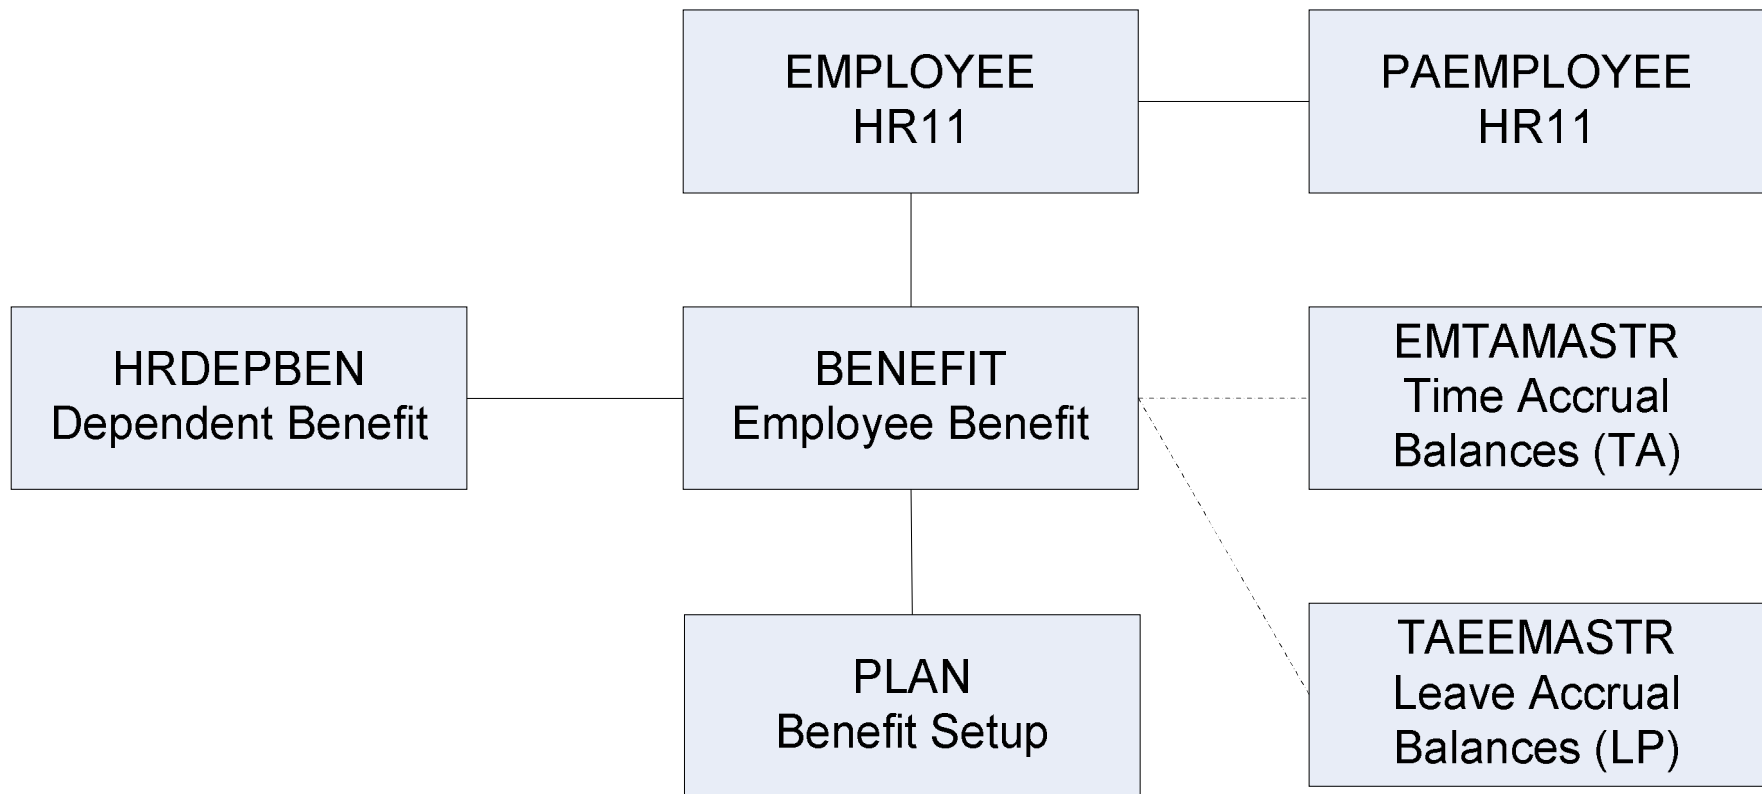 EMPLOYEE
HR11
PAEMPLOYEE
HR11
HRDEPBEN
Dependent Benefit
BENEFIT
Employee Benefit
EMTAMASTR
Time Accrual
Balances (TA)
PLAN
Benefit Setup
TAEEMASTR
Leave Accrual
Balances (LP)